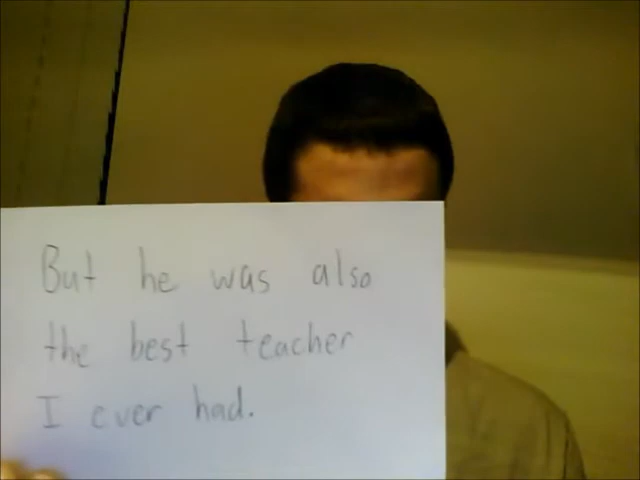 But he was also
the best teacher
I ever had.